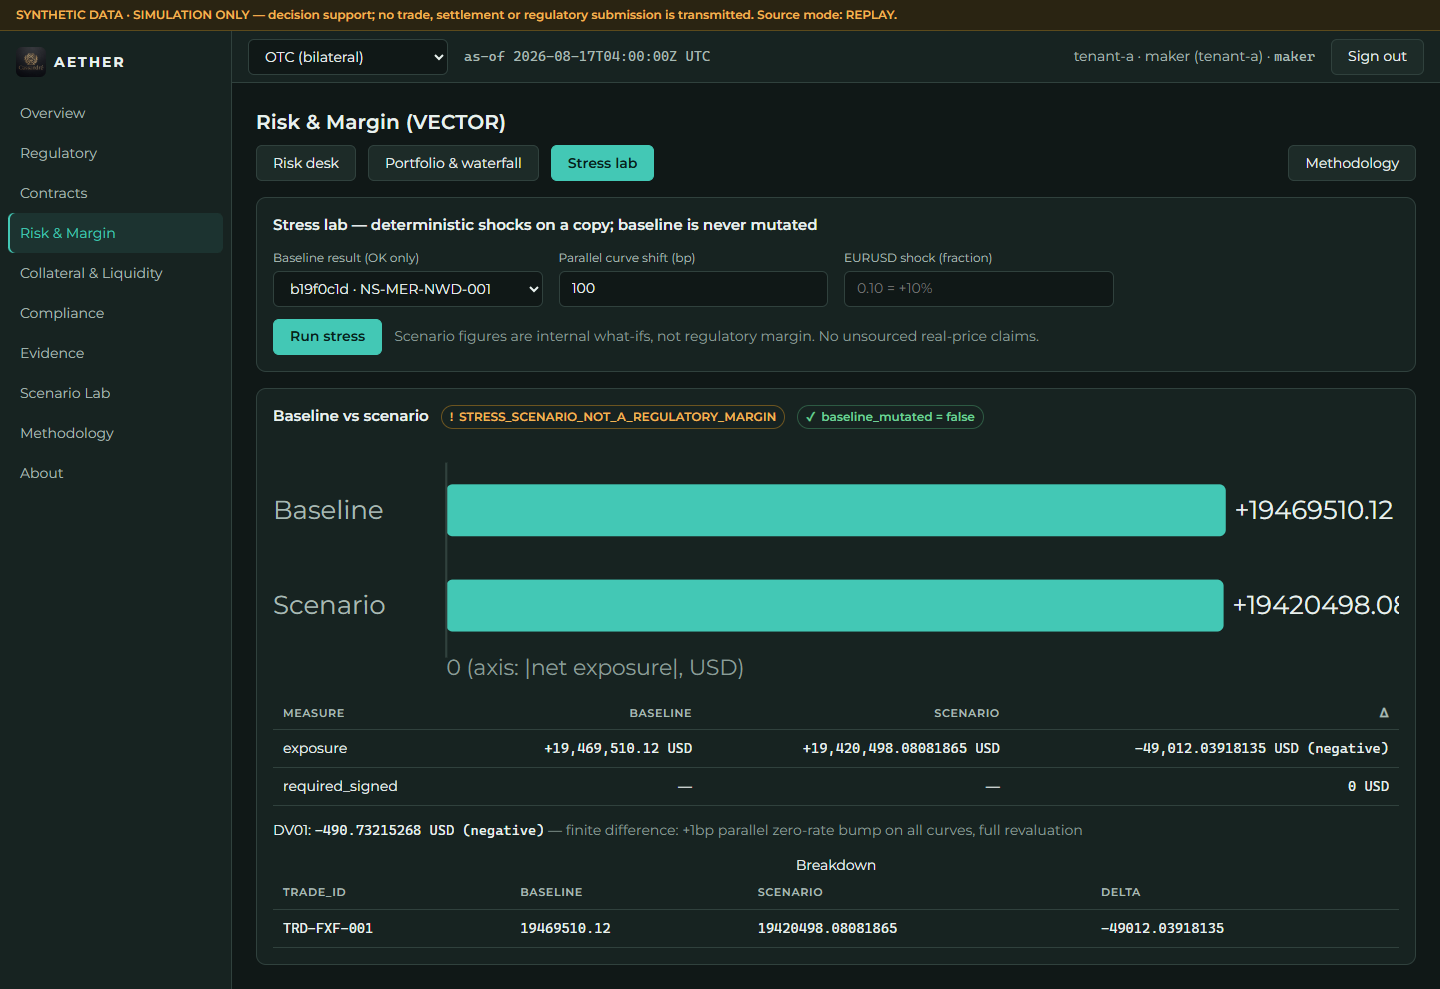 SYNTHETIC DATA · SIMULATION ONLY — decision support; no trade, settlement or regulatory submission is transmitted. Source mode: REPLAY.
AETHER
OTC (bilateral)
as-of 2026-08-17T04:00:00Z UTC
tenant-a · maker (tenant-a) · maker
Sign out
Overview
Regulatory
Contracts
Risk & Margin
Collateral & Liquidity
Compliance
Evidence
Scenario Lab
Methodology
About
Risk & Margin (VECTOR)
Risk desk
Portfolio & waterfall
Stress lab
Methodology
Stress lab — deterministic shocks on a copy; baseline is never mutated
Baseline result (OK only)
Parallel curve shift (bp)
EURUSD shock (fraction)
b19f0c1d · NS-MER-NWD-001
100
0.10 = +10%
Run stress
Scenario figures are internal what-ifs, not regulatory margin. No unsourced real-price claims.
Baseline vs scenario
! STRESS_SCENARIO_NOT_A_REGULATORY_MARGIN
✓ baseline_mutated = false
Baseline
+19469510.12
Scenario
+19420498.08
0 (axis: |net exposure|, USD)
MEASURE BASELINE SCENARIO Δ
exposure +19,469,510.12 USD +19,420,498.08081865 USD −49,012.03918135 USD (negative)
required_signed — — 0 USD
DV01: −490.73215268 USD (negative) — finite difference: +1bp parallel zero-rate bump on all curves, full revaluation
Breakdown
TRADE_ID BASELINE SCENARIO DELTA
TRD-FXF-001 19469510.12 19420498.08081865 −49012.03918135